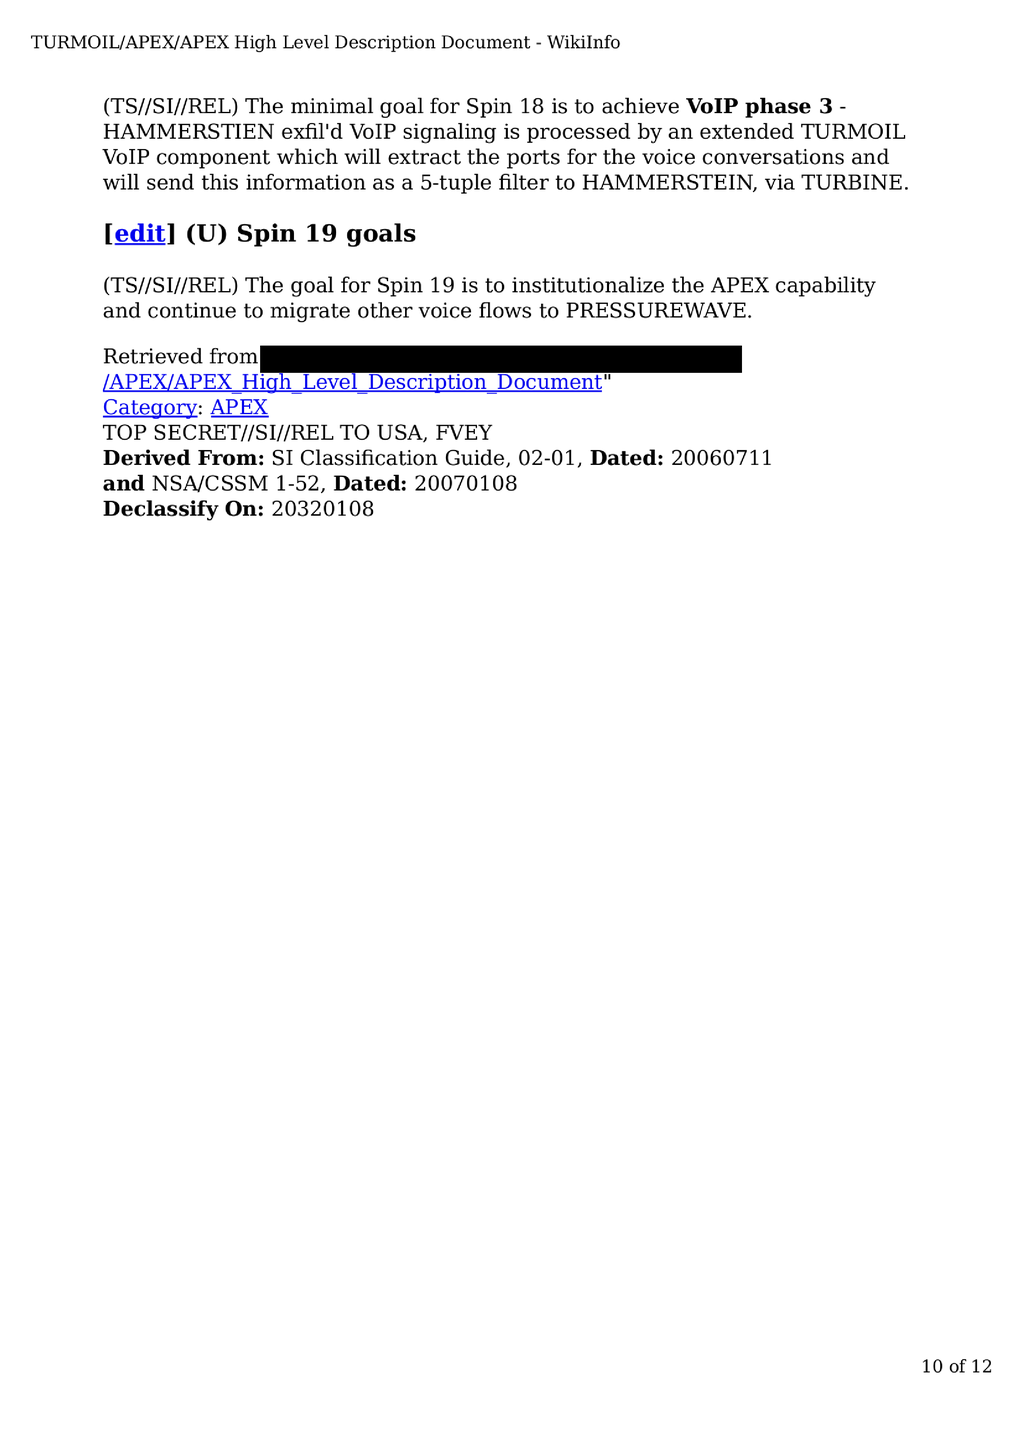 TURMOIL/APEX/APEX High Level Description Document - WikiInfo
(TS//SI//REL) The minimal goal for Spin 18 is to achieve VoIP phase 3 -
HAMMERSTIEN exfil'd VoIP signaling is processed by an extended TURMOIL
VoIP component which will extract the ports for the voice conversations and
will send this information as a 5-tuple filter to HAMMERSTEIN, via TURBINE.
[edit] (U) Spin 19 goals
(TS//SI//REL) The goal for Spin 19 is to institutionalize the APEX capability
and continue to migrate other voice flows to PRESSUREWAVE.
Retrieved from
/APEX/APEX_High_Level_Description_Document"
Category: APEX
TOP SECRET//SI//REL TO USA, FVEY
Derived From: SI Classification Guide, 02-01, Dated: 20060711
and NSA/CSSM 1-52, Dated: 20070108
Declassify On: 20320108
10 of 12